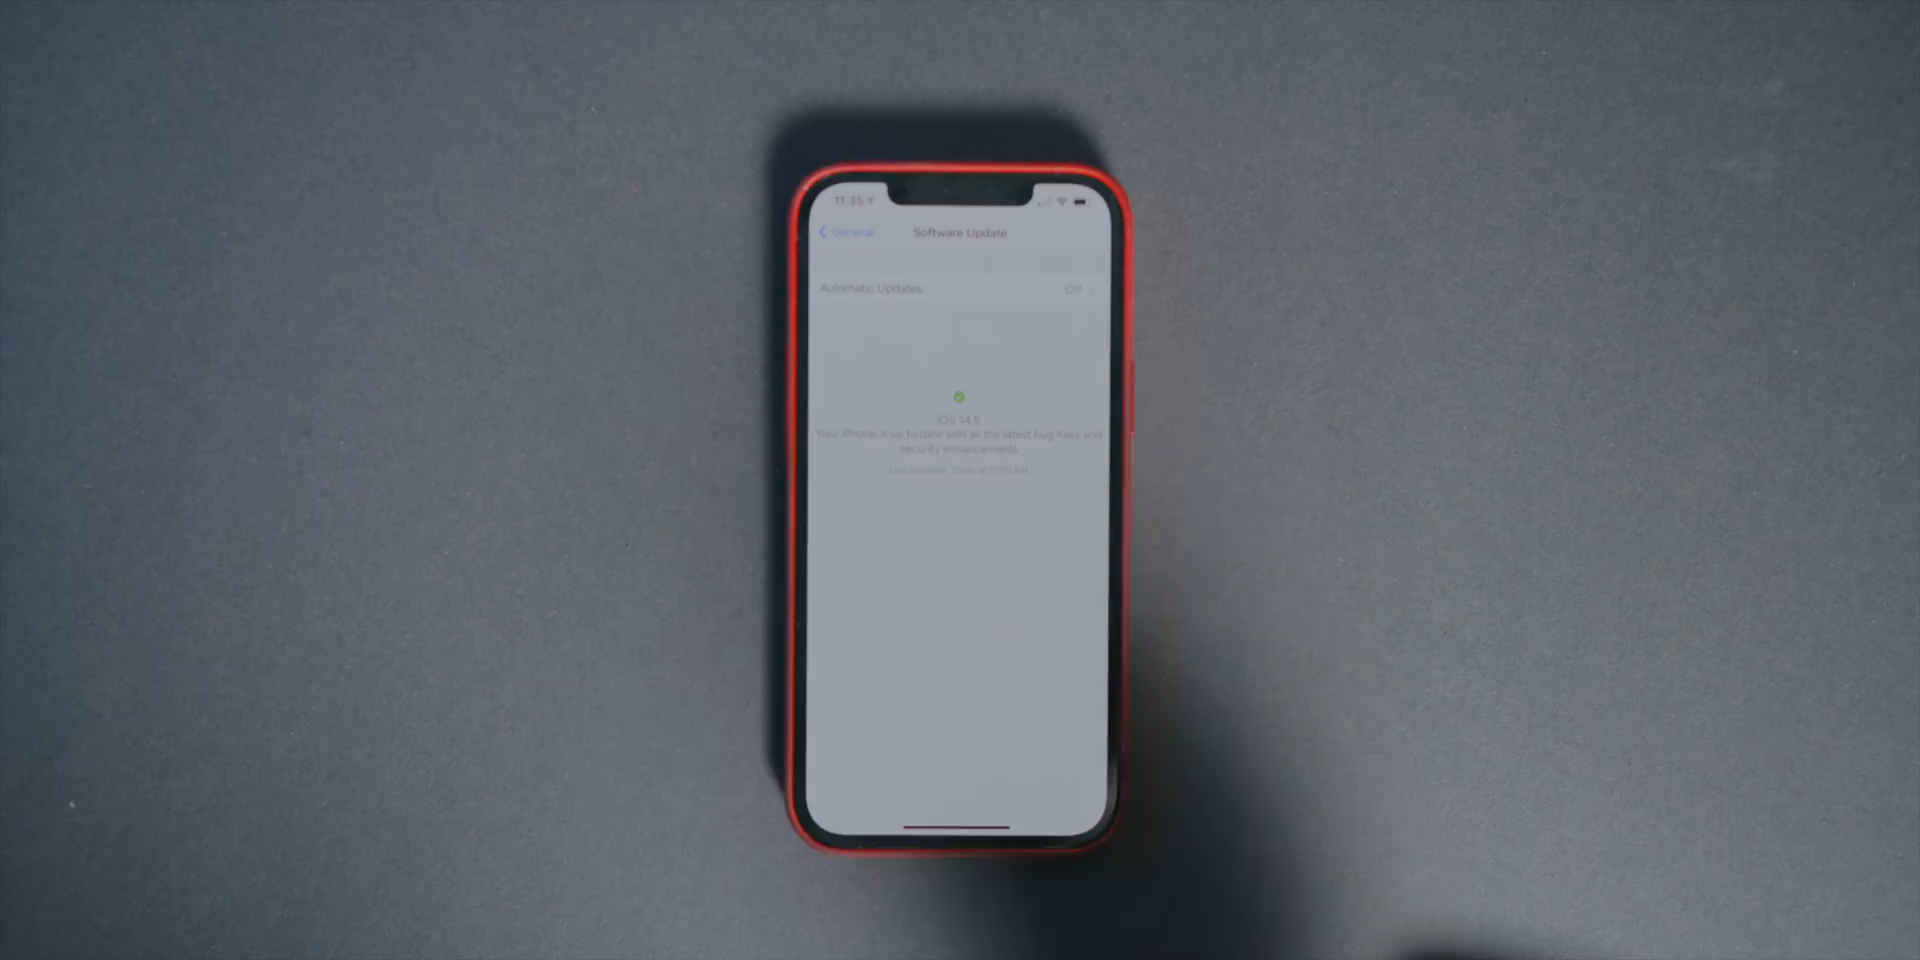 11:35
General
Software Update
Automatic Updates
Off
iOS 14.5
Your iPhone is up to date with all the latest bug fixes and
security enhancements.